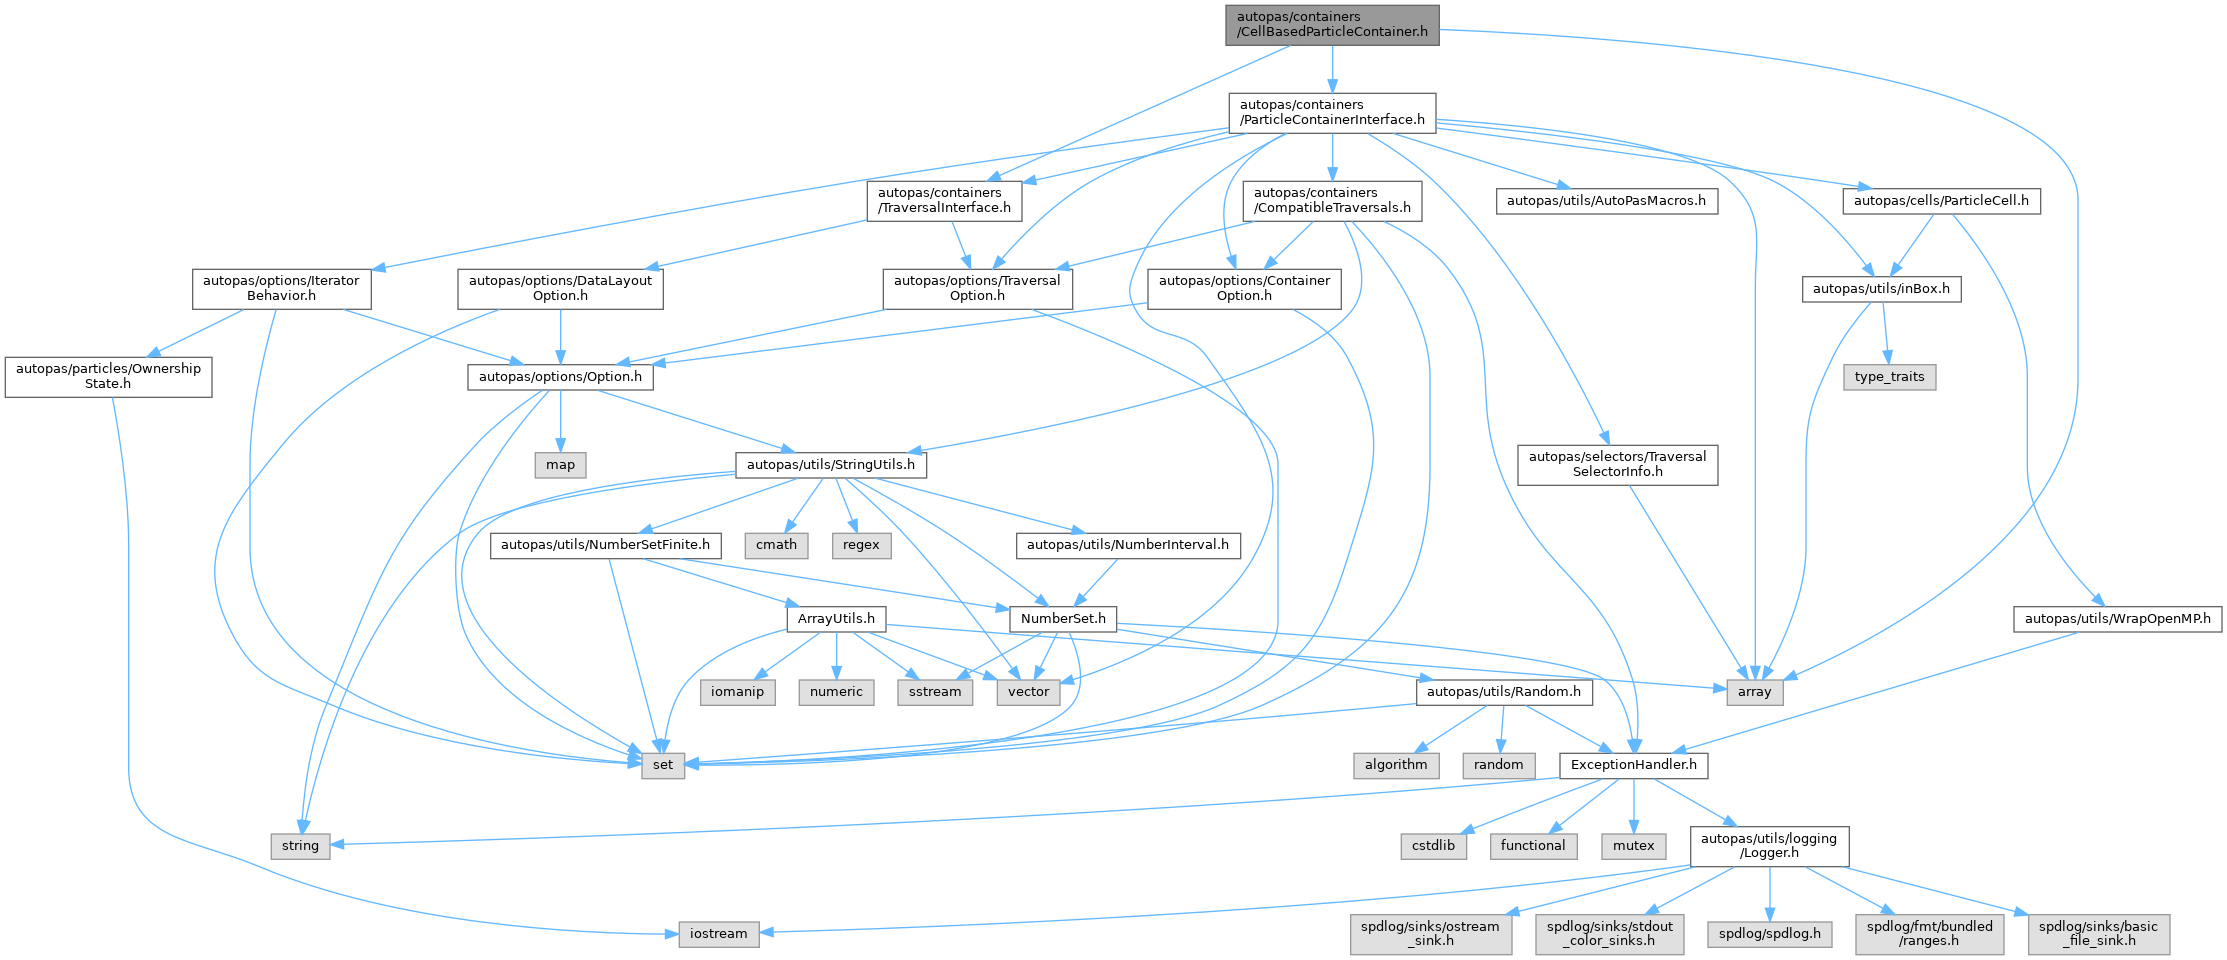 autopas/containers
/CellBasedParticleContainer.h
autopas/containers
/ParticleContainerInterface.h
autopas/containers
/TraversalInterface.h
autopas/containers
/CompatibleTraversals.h
autopas/utils/AutoPasMacros.h
autopas/cells/ParticleCell.h
autopas/options/Iterator
Behavior.h
autopas/options/DataLayout
Option.h
autopas/options/Traversal
Option.h
autopas/options/Container
Option.h
autopas/utils/inBox.h
autopas/particles/Ownership
State.h
autopas/options/Option.h
type_traits
map
autopas/utils/StringUtils.h
autopas/selectors/Traversal
SelectorInfo.h
autopas/utils/NumberSetFinite.h
cmath
regex
autopas/utils/NumberInterval.h
ArrayUtils.h
NumberSet.h
autopas/utils/WrapOpenMP.h
iomanip
numeric
sstream
vector
autopas/utils/Random.h
array
set
algorithm
random
ExceptionHandler.h
string
cstdlib
functional
mutex
autopas/utils/logging
/Logger.h
iostream
spdlog/sinks/ostream
_sink.h
spdlog/sinks/stdout
_color_sinks.h
spdlog/spdlog.h
spdlog/fmt/bundled
/ranges.h
spdlog/sinks/basic
_file_sink.h